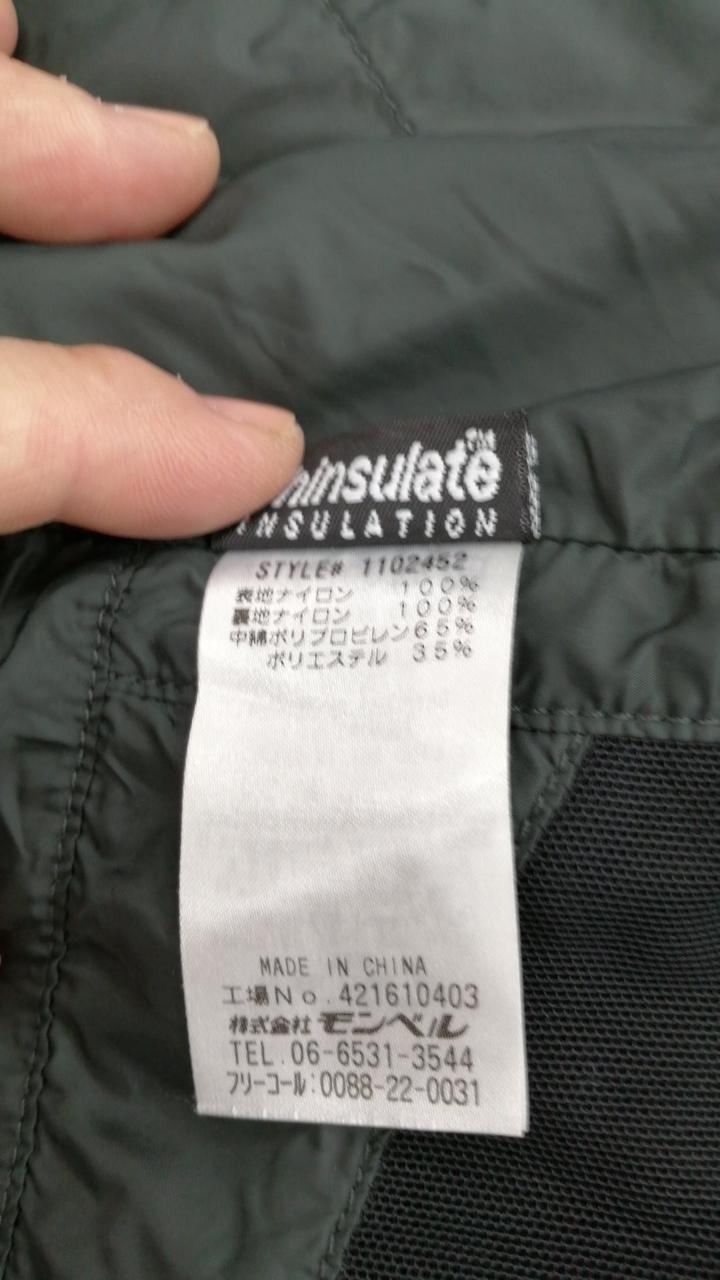 ninsulate™
INSULATION
STYLE# 1102452
表地ナイロン 100%
裏地ナイロン 100%
中綿ポリプロピレン65%
ポリエステル 35%
MADE IN CHINA
工場No.421610403
株式会社モンベル
TEL.06-6531-3544
フリーコール:0088-22-0031